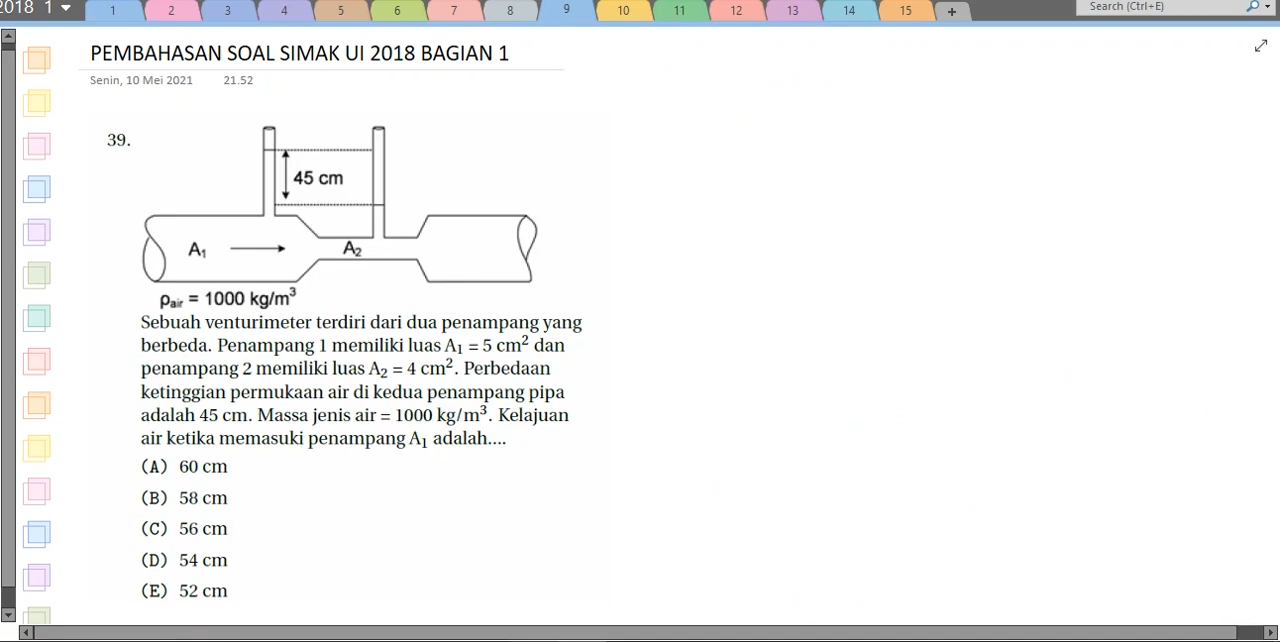 2018 1
1 2 3 4 5 6 7 8 9 10 11 12 13 14 15 +
Search (Ctrl+E)
PEMBAHASAN SOAL SIMAK UI 2018 BAGIAN 1
Senin, 10 Mei 2021 21.52
39.
45 cm
A₁ A₂
ρair = 1000 kg/m³
Sebuah venturimeter terdiri dari dua penampang yang
berbeda. Penampang 1 memiliki luas A₁ = 5 cm² dan
penampang 2 memiliki luas A₂ = 4 cm². Perbedaan
ketinggian permukaan air di kedua penampang pipa
adalah 45 cm. Massa jenis air = 1000 kg/m³. Kelajuan
air ketika memasuki penampang A₁ adalah....
(A) 60 cm
(B) 58 cm
(C) 56 cm
(D) 54 cm
(E) 52 cm